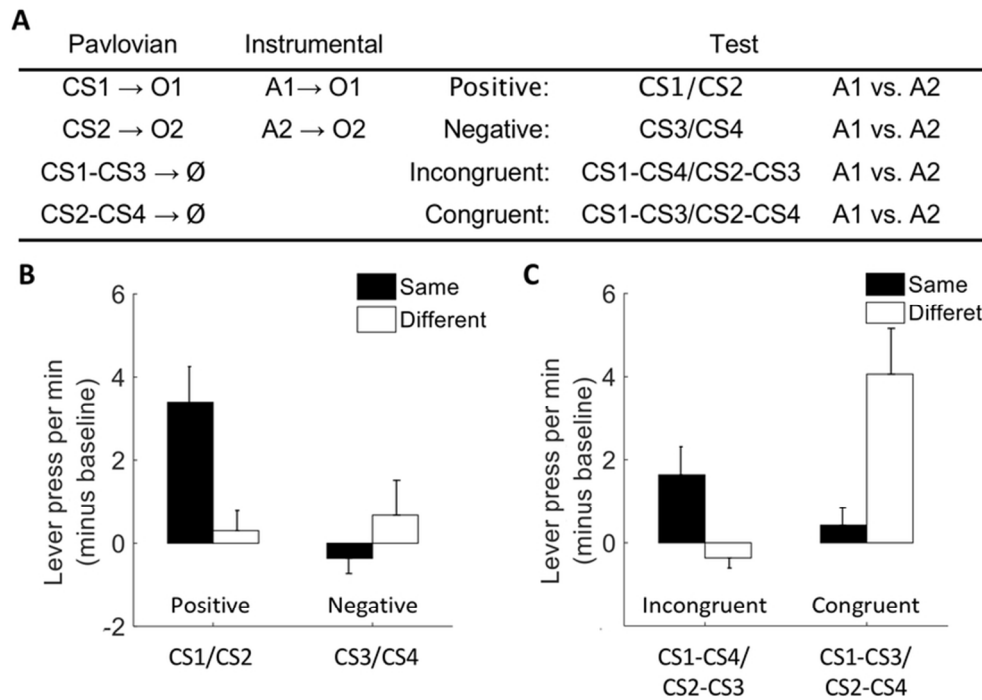 A
Pavlovian Instrumental Test
CS1 → O1 A1→ O1 Positive: CS1/CS2 A1 vs. A2
CS2 → O2 A2 → O2 Negative: CS3/CS4 A1 vs. A2
CS1-CS3 → Ø Incongruent: CS1-CS4/CS2-CS3 A1 vs. A2
CS2-CS4 → Ø Congruent: CS1-CS3/CS2-CS4 A1 vs. A2
B
Same
Different
Lever press per min
(minus baseline)
6
4
2
0
-2
Positive Negative
CS1/CS2 CS3/CS4
C
Same
Differet
Lever press per min
(minus baseline)
6
4
2
0
Incongruent Congruent
CS1-CS4/ CS1-CS3/
CS2-CS3 CS2-CS4